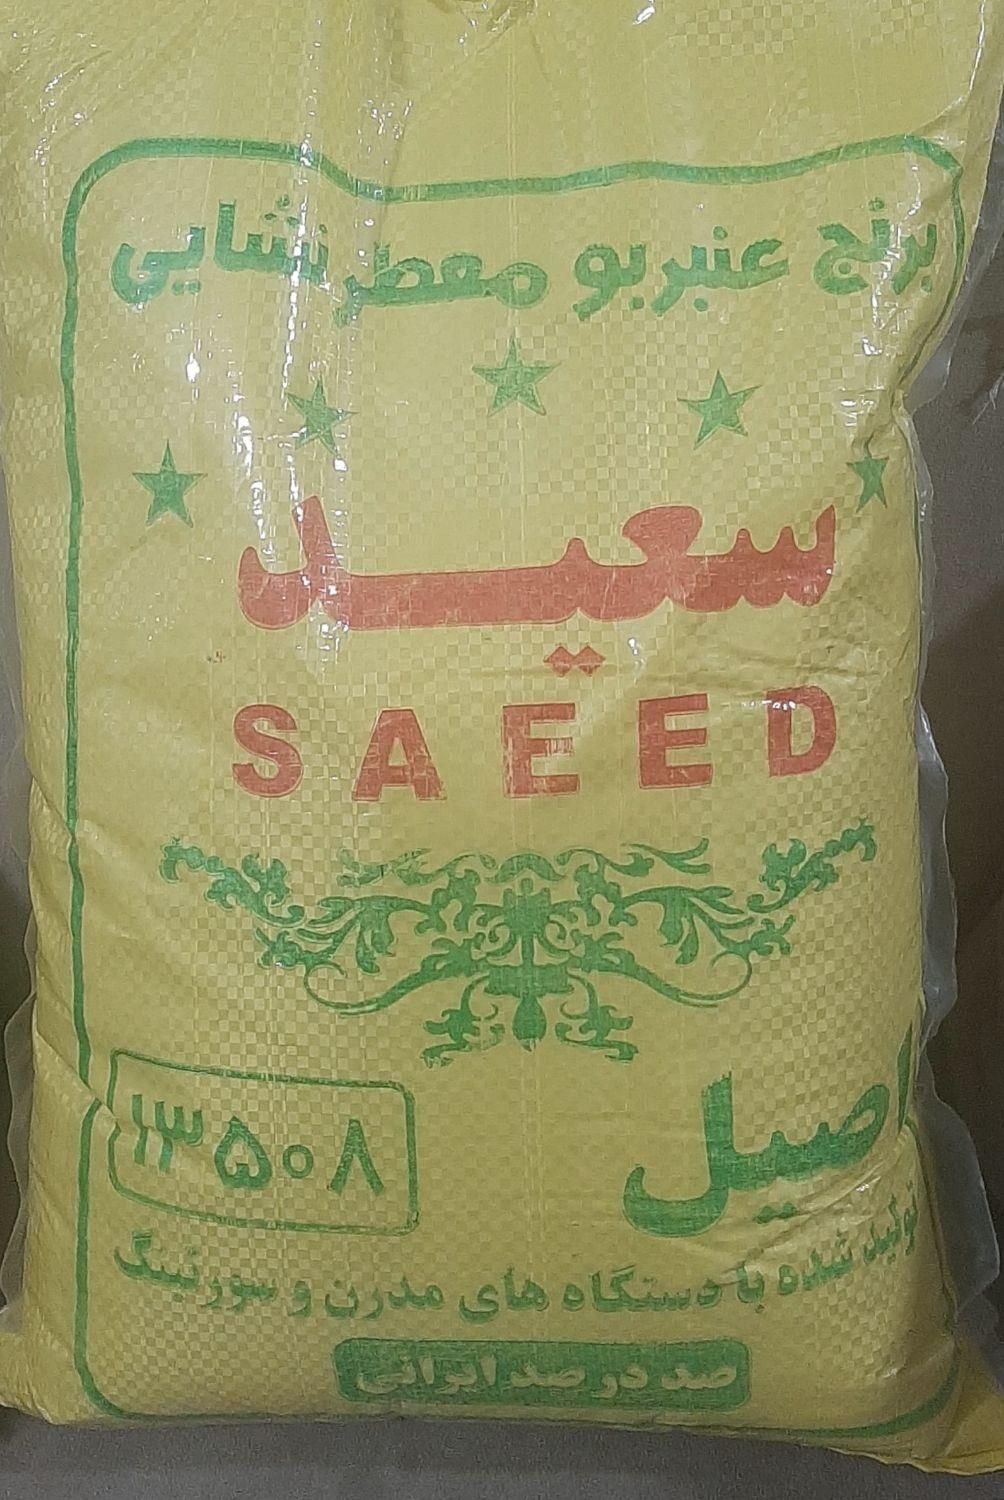 برنج عنبربو معطر نشایی
سعید
SAEED
اصیل
۱۳۵۰۸
تولید شده با دستگاه های مدرن و سورتینگ
صد در صد ایرانی